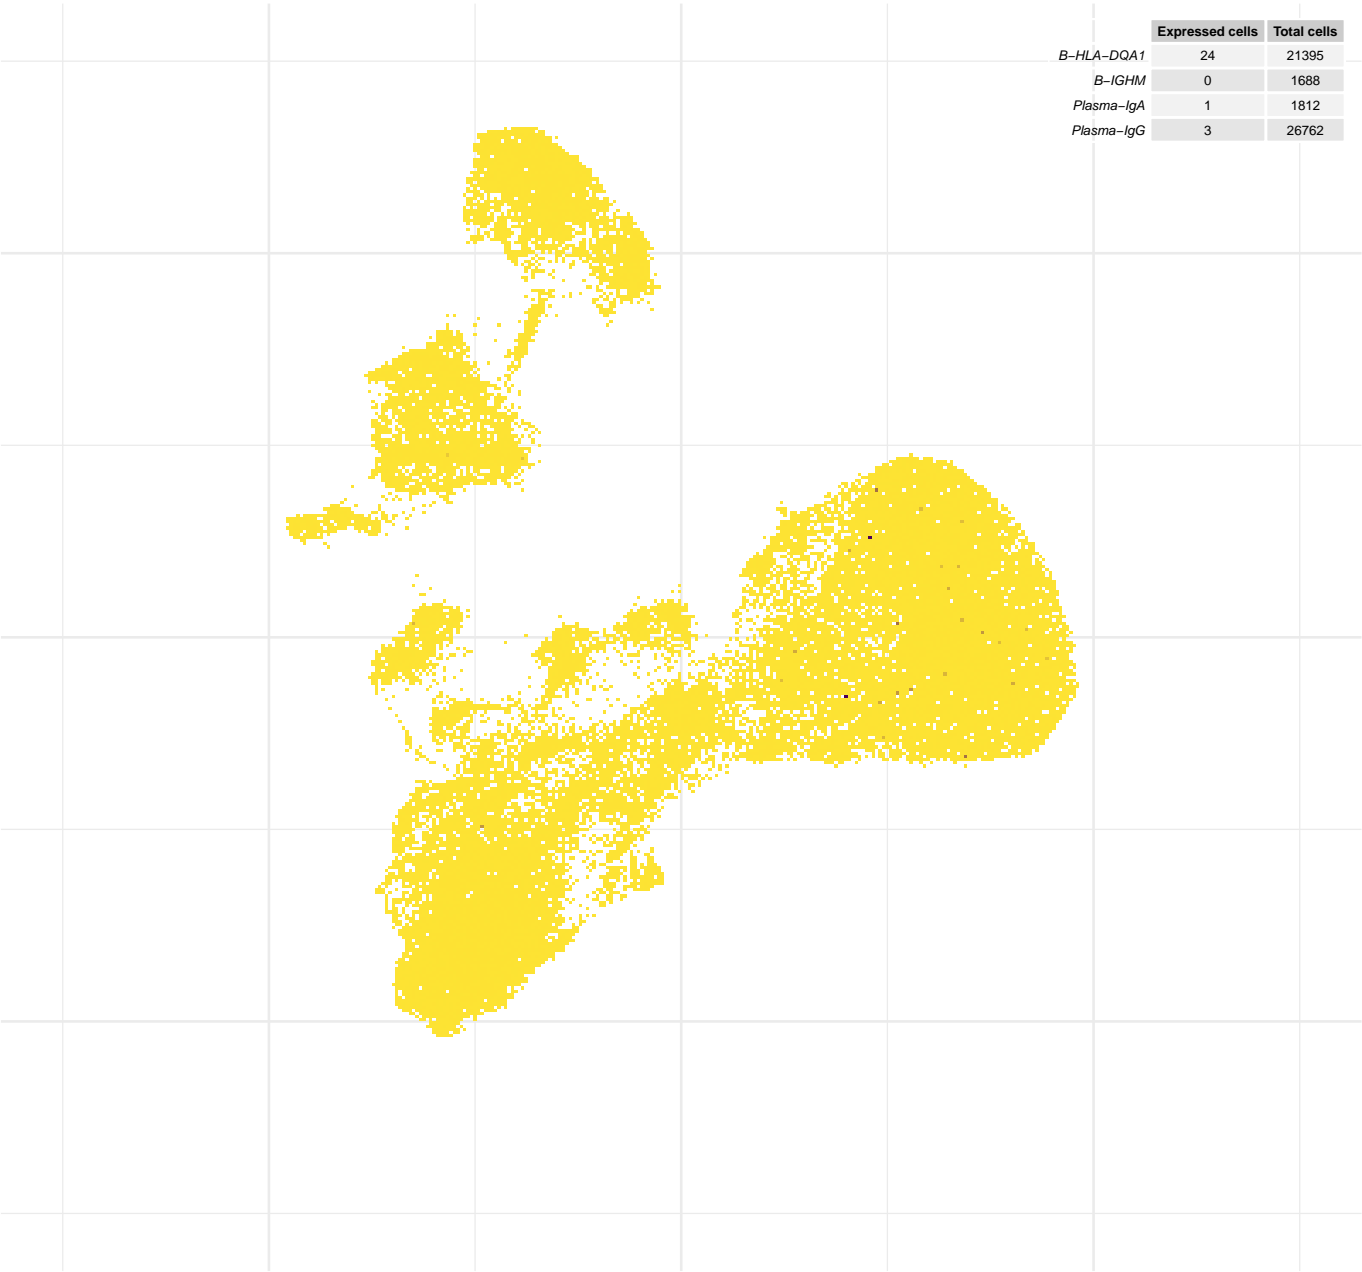 Expressed cells Total cells
B−HLA−DQA1 24 21395
B−IGHM 0 1688
Plasma−IgA 1 1812
Plasma−IgG 3 26762